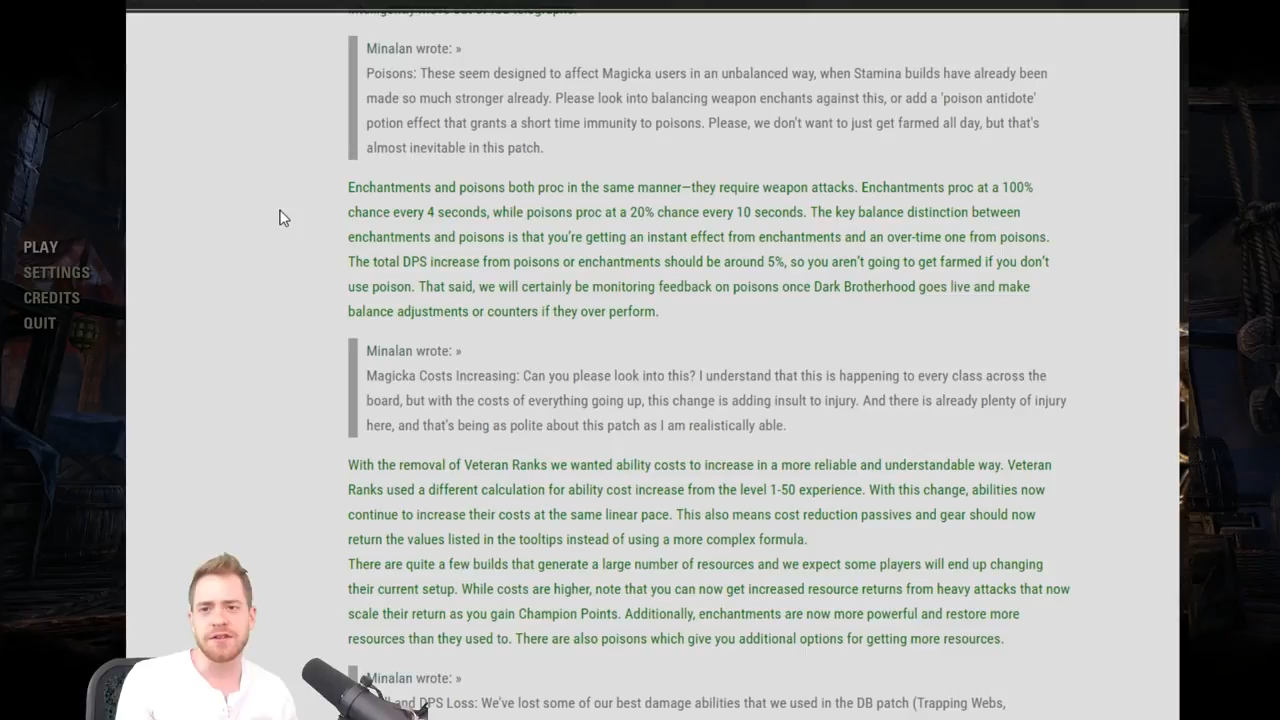 Minalan wrote: »
Poisons: These seem designed to affect Magicka users in an unbalanced way, when Stamina builds have already been
made so much stronger already. Please look into balancing weapon enchants against this, or add a 'poison antidote'
potion effect that grants a short time immunity to poisons. Please, we don't want to just get farmed all day, but that's
almost inevitable in this patch.
Enchantments and poisons both proc in the same manner—they require weapon attacks. Enchantments proc at a 100%
chance every 4 seconds, while poisons proc at a 20% chance every 10 seconds. The key balance distinction between
enchantments and poisons is that you're getting an instant effect from enchantments and an over-time one from poisons.
The total DPS increase from poisons or enchantments should be around 5%, so you aren't going to get farmed if you don't
use poison. That said, we will certainly be monitoring feedback on poisons once Dark Brotherhood goes live and make
balance adjustments or counters if they over perform.
PLAY
SETTINGS
CREDITS
QUIT
Minalan wrote: »
Magicka Costs Increasing: Can you please look into this? I understand that this is happening to every class across the
board, but with the costs of everything going up, this change is adding insult to injury. And there is already plenty of injury
here, and that's being as polite about this patch as I am realistically able.
With the removal of Veteran Ranks we wanted ability costs to increase in a more reliable and understandable way. Veteran
Ranks used a different calculation for ability cost increase from the level 1-50 experience. With this change, abilities now
continue to increase their costs at the same linear pace. This also means cost reduction passives and gear should now
return the values listed in the tooltips instead of using a more complex formula.
There are quite a few builds that generate a large number of resources and we expect some players will end up changing
their current setup. While costs are higher, note that you can now get increased resource returns from heavy attacks that now
scale their return as you gain Champion Points. Additionally, enchantments are now more powerful and restore more
resources than they used to. There are also poisons which give you additional options for getting more resources.
Minalan wrote: »
and DPS Loss: We've lost some of our best damage abilities that we used in the DB patch (Trapping Webs,